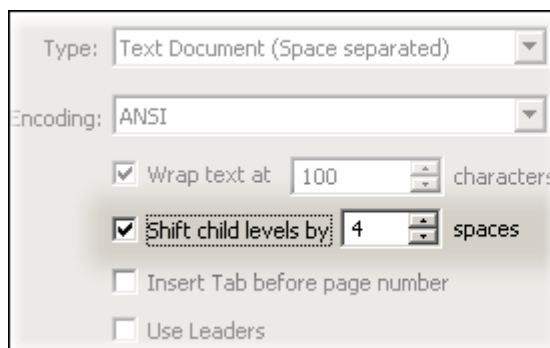 Type: Text Document (Space separated)
Encoding: ANSI
Wrap text at 100 characters
Shift child levels by 4 spaces
Insert Tab before page number
Use Leaders